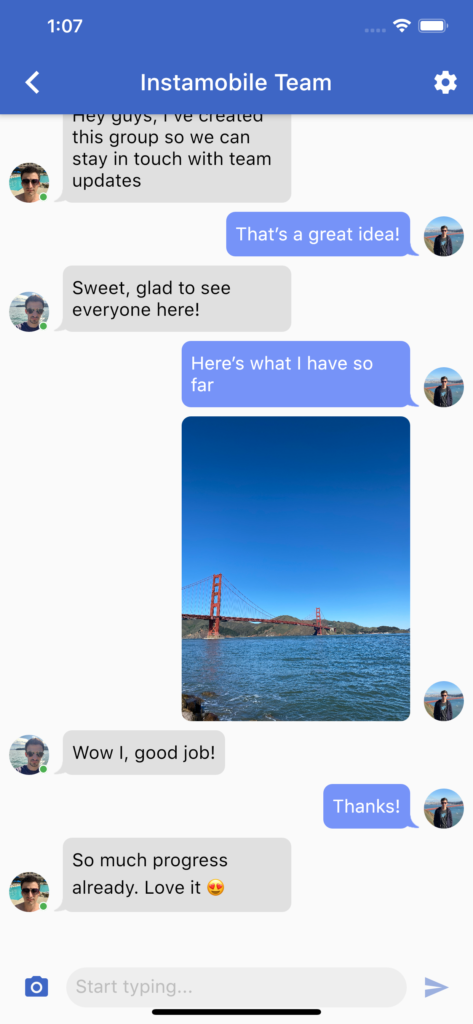 1:07
Instamobile Team
Hey guys, I've created
this group so we can
stay in touch with team
updates
That's a great idea!
Sweet, glad to see
everyone here!
Here's what I have so
far
Wow I, good job!
Thanks!
So much progress
already. Love it 😍
Start typing...